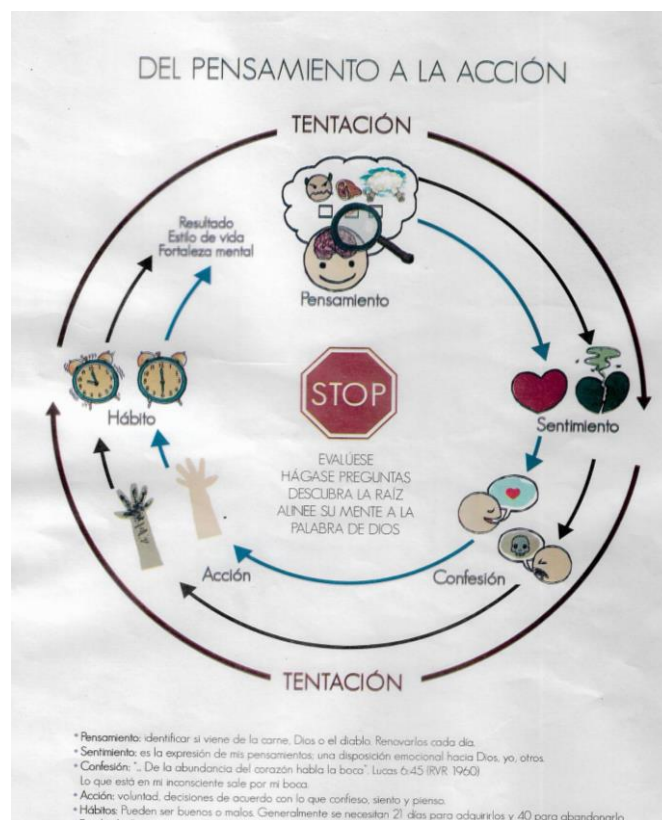 DEL PENSAMIENTO A LA ACCIÓN
TENTACIÓN
Resultado
Estilo de vida
Fortaleza mental
Pensamiento
STOP
Hábito
Sentimiento
EVALÚESE
HÁGASE PREGUNTAS
DESCUBRA LA RAÍZ
ALINEE SU MENTE A LA
PALABRA DE DIOS
Acción
Confesión
TENTACIÓN
* Pensamiento: identificar si viene de la carne, Dios o el diablo. Renovarlos cada día.
* Sentimiento: es la expresión de mis pensamientos; una disposición emocional hacia Dios, yo, otros.
* Confesión: "... De la abundancia del corazón habla la boca". Lucas 6:45 (RVR 1960)
Lo que está en mi inconsciente sale por mi boca.
* Acción: voluntad, decisiones de acuerdo con lo que confieso, siento y pienso.
* Hábitos: Pueden ser buenos o malos. Generalmente se necesitan 21 días para adquirirlos y 40 para abandonarlo